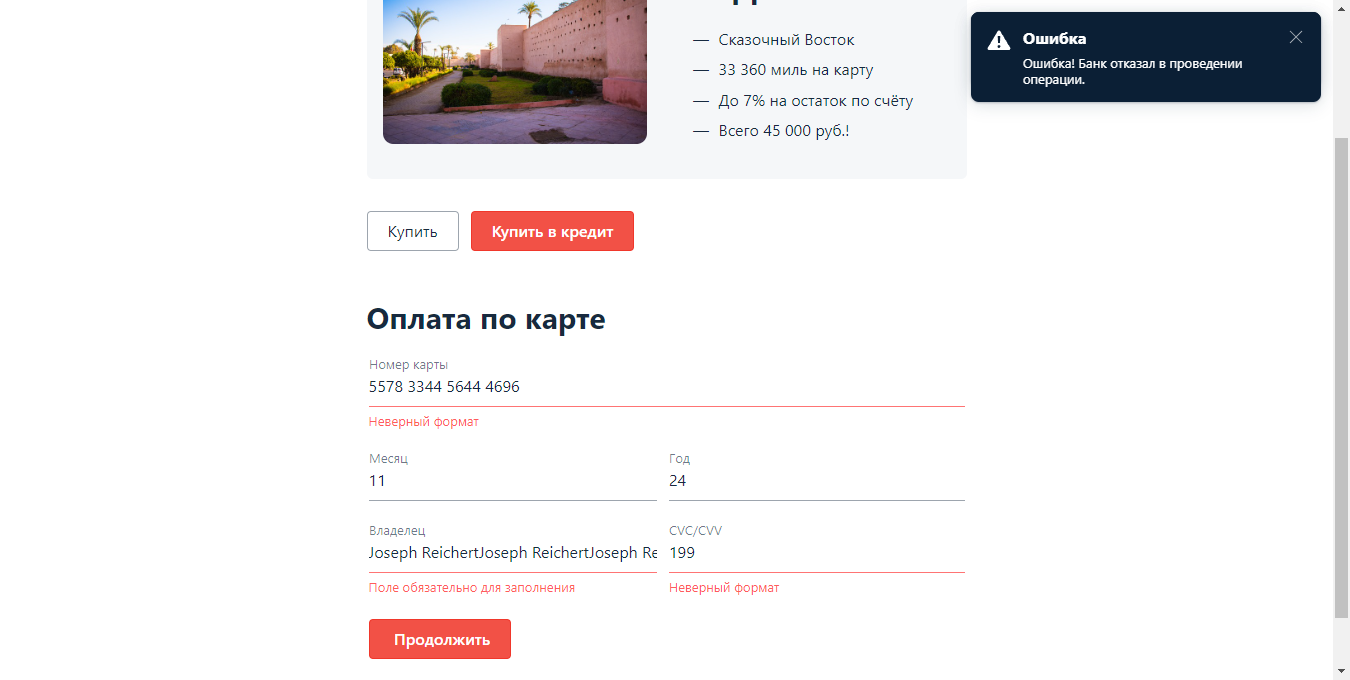 — Сказочный Восток
— 33 360 миль на карту
— До 7% на остаток по счёту
— Всего 45 000 руб.!
Ошибка
Ошибка! Банк отказал в проведении
операции.
Купить
Купить в кредит
Оплата по карте
Номер карты
5578 3344 5644 4696
Неверный формат
Месяц
Год
11
24
Владелец
CVC/CVV
Joseph ReichertJoseph ReichertJoseph Re
199
Поле обязательно для заполнения
Неверный формат
Продолжить